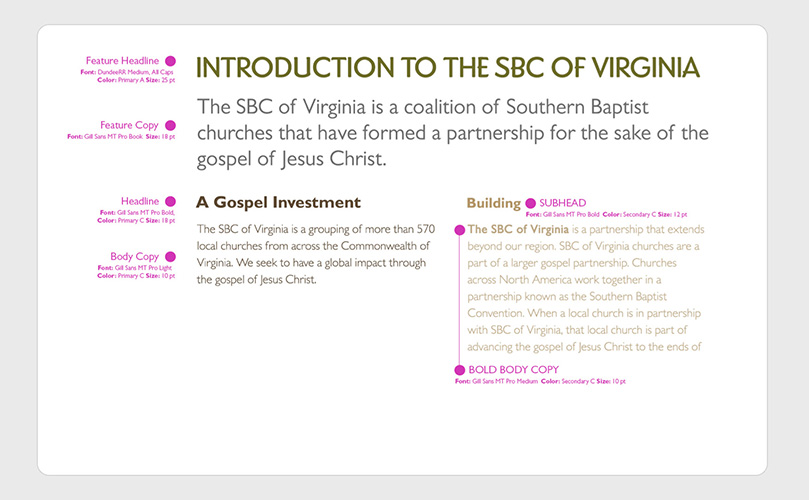 Feature Headline
Font: DundeeRR Medium, All Caps
Color: Primary A Size: 25 pt
INTRODUCTION TO THE SBC OF VIRGINIA
Feature Copy
Font: Gill Sans MT Pro Book Size: 18 pt
The SBC of Virginia is a coalition of Southern Baptist
churches that have formed a partnership for the sake of the
gospel of Jesus Christ.
Headline
Font: Gill Sans MT Pro Bold,
Color: Primary C Size: 18 pt
A Gospel Investment
Body Copy
Font: Gill Sans MT Pro Light
Color: Primary C Size: 10 pt
The SBC of Virginia is a grouping of more than 570
local churches from across the Commonwealth of
Virginia. We seek to have a global impact through
the gospel of Jesus Christ.
Building
SUBHEAD
Font: Gill Sans MT Pro Bold Color: Secondary C Size: 12 pt
The SBC of Virginia is a partnership that extends
beyond our region. SBC of Virginia churches are a
part of a larger gospel partnership. Churches
across North America work together in a
partnership known as the Southern Baptist
Convention. When a local church is in partnership
with SBC of Virginia, that local church is part of
advancing the gospel of Jesus Christ to the ends of
BOLD BODY COPY
Font: Gill Sans MT Pro Medium Color: Secondary C Size: 10 pt